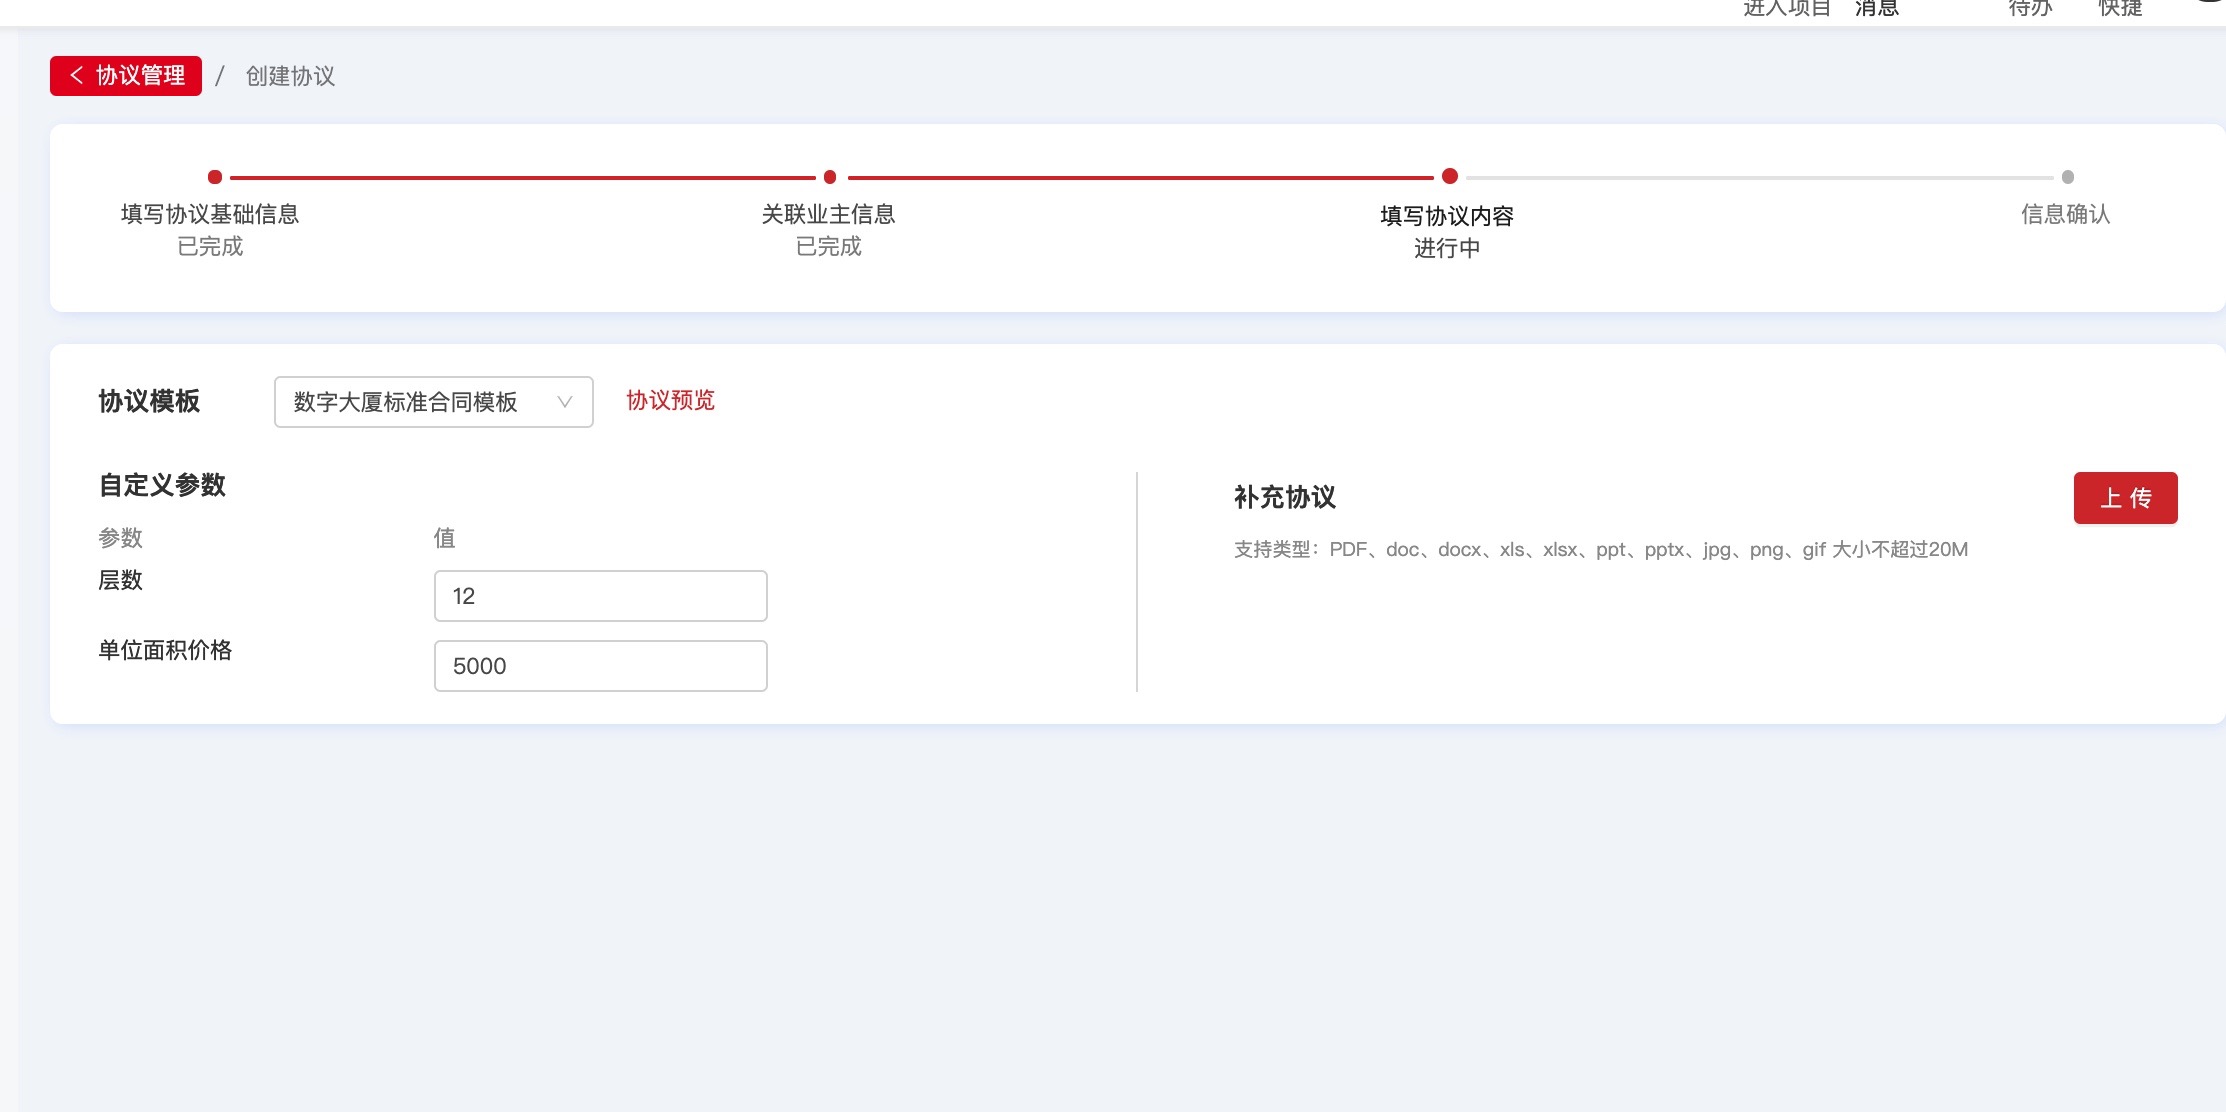 进入项目 消息 待办 快捷
协议管理 / 创建协议
填写协议基础信息 关联业主信息 填写协议内容 信息确认
已完成 已完成 进行中
协议模板 数字大厦标准合同模板 协议预览
自定义参数
补充协议 上 传
参数 值
支持类型：PDF、doc、docx、xls、xlsx、ppt、pptx、jpg、png、gif 大小不超过20M
层数 12
单位面积价格 5000